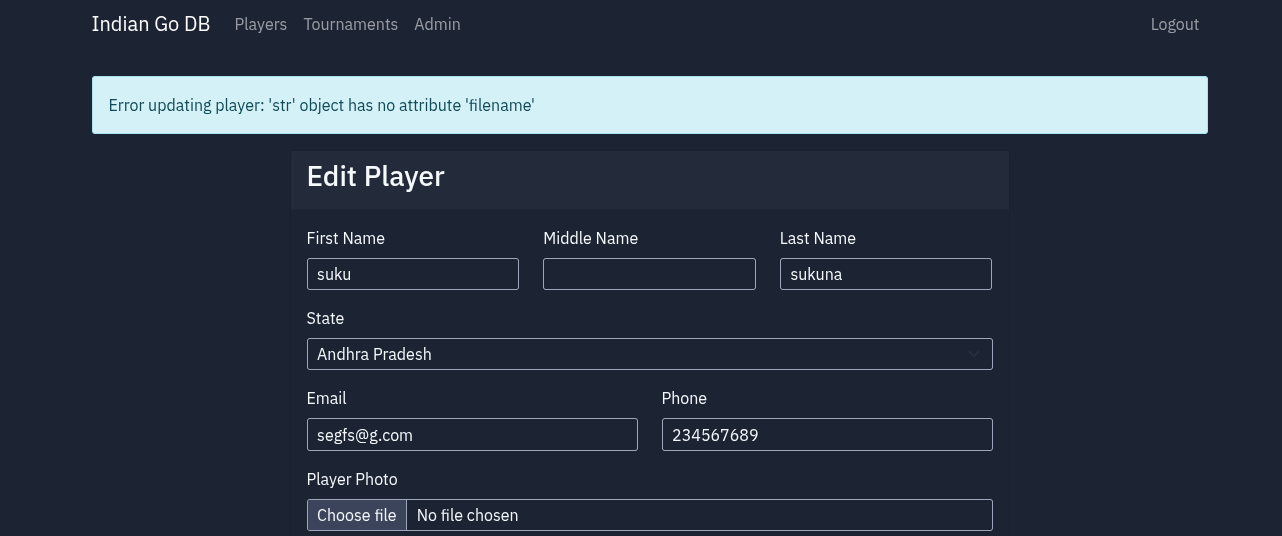 Indian Go DB Players Tournaments Admin Logout
Error updating player: 'str' object has no attribute 'filename'
Edit Player
First Name Middle Name Last Name
suku sukuna
State
Andhra Pradesh
Email Phone
segfs@g.com 234567689
Player Photo
Choose file No file chosen